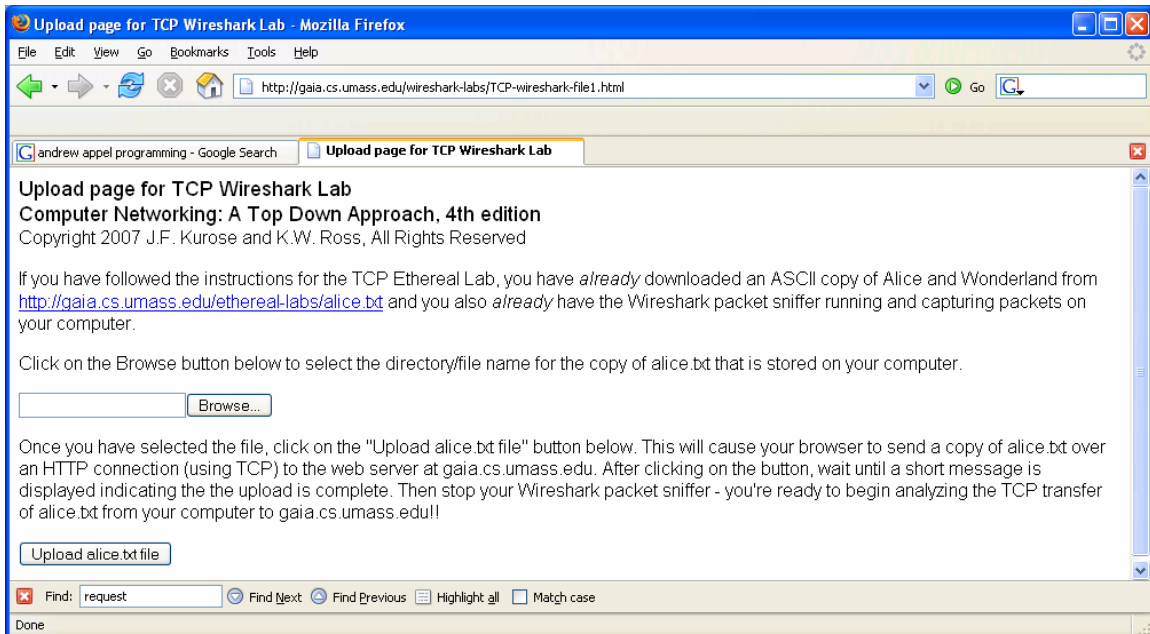 Upload page for TCP Wireshark Lab - Mozilla Firefox
File Edit View Go Bookmarks Tools Help
http://gaia.cs.umass.edu/wireshark-labs/TCP-wireshark-file1.html Go G
G andrew appel programming - Google Search Upload page for TCP Wireshark Lab
Upload page for TCP Wireshark Lab
Computer Networking: A Top Down Approach, 4th edition
Copyright 2007 J.F. Kurose and K.W. Ross, All Rights Reserved
If you have followed the instructions for the TCP Ethereal Lab, you have already downloaded an ASCII copy of Alice and Wonderland from
http://gaia.cs.umass.edu/ethereal-labs/alice.txt and you also already have the Wireshark packet sniffer running and capturing packets on
your computer.
Click on the Browse button below to select the directory/file name for the copy of alice.txt that is stored on your computer.
Browse...
Once you have selected the file, click on the "Upload alice.txt file" button below. This will cause your browser to send a copy of alice.txt over
an HTTP connection (using TCP) to the web server at gaia.cs.umass.edu. After clicking on the button, wait until a short message is
displayed indicating the the upload is complete. Then stop your Wireshark packet sniffer - you're ready to begin analyzing the TCP transfer
of alice.txt from your computer to gaia.cs.umass.edu!!
Upload alice.txt file
Find: request Find Next Find Previous Highlight all Match case
Done